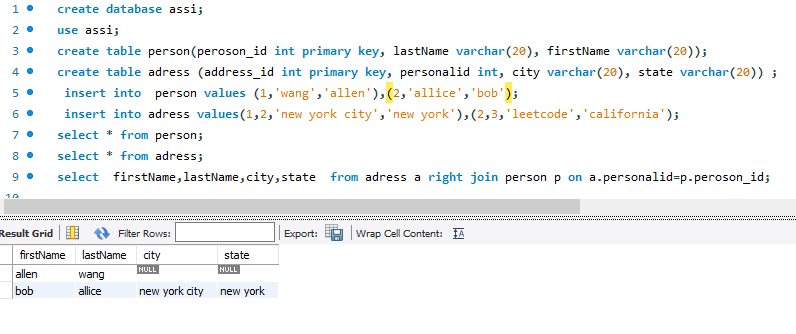 1 create database assi;
2 use assi;
3 create table person(peroson_id int primary key, lastName varchar(20), firstName varchar(20));
4 create table adress (address_id int primary key, personalid int, city varchar(20), state varchar(20)) ;
5 insert into person values (1,'wang','allen'),(2,'allice','bob');
6 insert into adress values(1,2,'new york city','new york'),(2,3,'leetcode','california');
7 select * from person;
8 select * from adress;
9 select firstName,lastName,city,state from adress a right join person p on a.personalid=p.peroson_id;
10
Result Grid Filter Rows: Export: Wrap Cell Content: IA
firstName lastName city state
allen wang NULL NULL
bob allice new york city new york